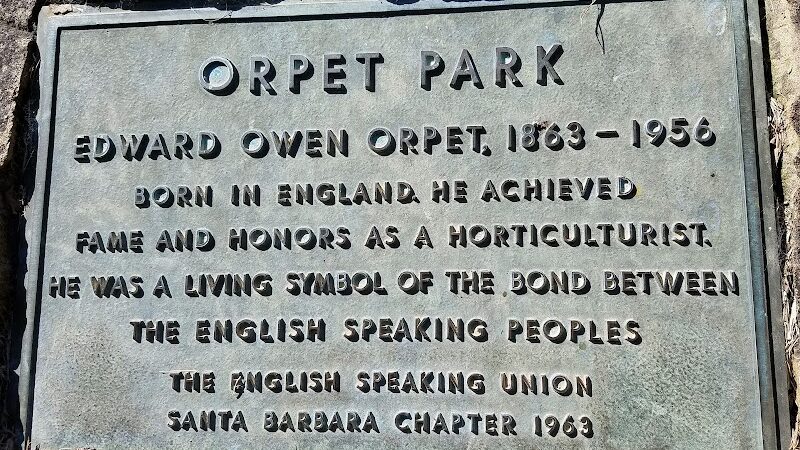 ORPET PARK
EDWARD OWEN ORPET, 1863 – 1956
BORN IN ENGLAND. HE ACHIEVED
FAME AND HONORS AS A HORTICULTURIST.
HE WAS A LIVING SYMBOL OF THE BOND BETWEEN
THE ENGLISH SPEAKING PEOPLES
THE ENGLISH SPEAKING UNION
SANTA BARBARA CHAPTER 1963